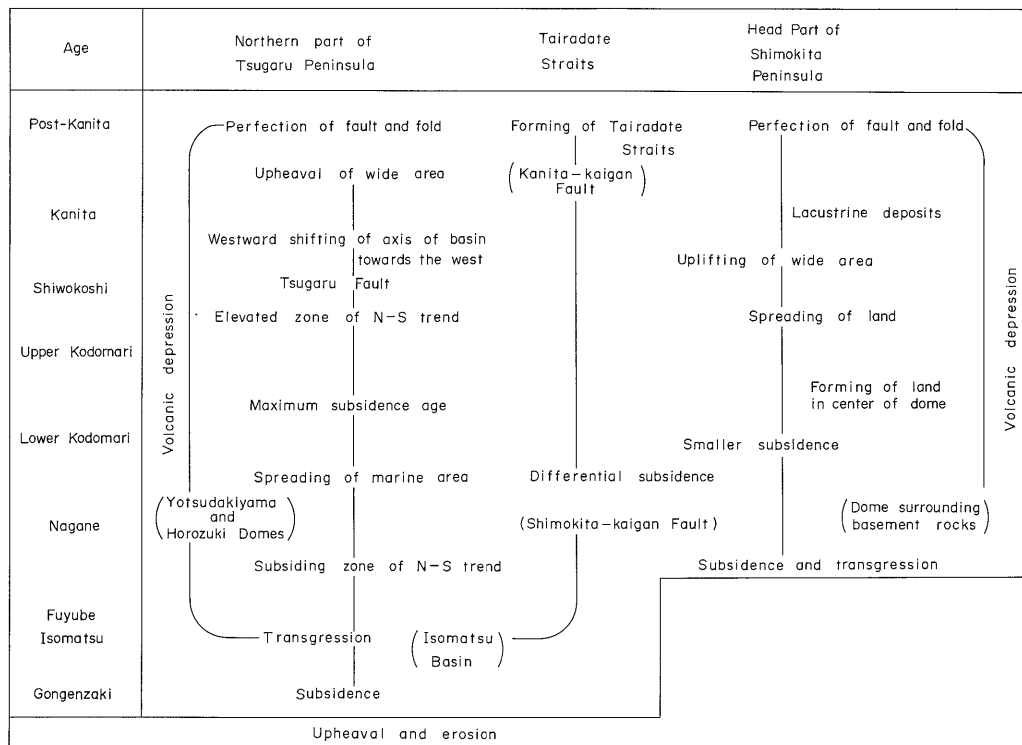 Age
Northern part of
Tsugaru Peninsula
Tairadate
Straits
Head Part of
Shimokita
Peninsula
Post-Kanita
Perfection of fault and fold
Forming of Tairadate
Straits
Perfection of fault and fold
Upheaval of wide area
(Kanita-kaigan
Fault)
Kanita
Lacustrine deposits
Westward shifting of axis of basin
towards the west
Uplifting of wide area
Shiwokoshi
Tsugaru Fault
Elevated zone of N-S trend
Spreading of land
Upper Kodomari
Volcanic depression
Volcanic depression
Forming of land
in center of dome
Maximum subsidence age
Lower Kodomari
Smaller subsidence
Spreading of marine area
Differential subsidence
Nagane
(Yotsudakiyama
and
Horozuki Domes)
(Shimokita-kaigan Fault)
(Dome surrounding
basement rocks)
Subsiding zone of N-S trend
Subsidence and transgression
Fuyube
Isomatsu
Transgression
(Isomatsu
Basin)
Gongenzaki
Subsidence
Upheaval and erosion